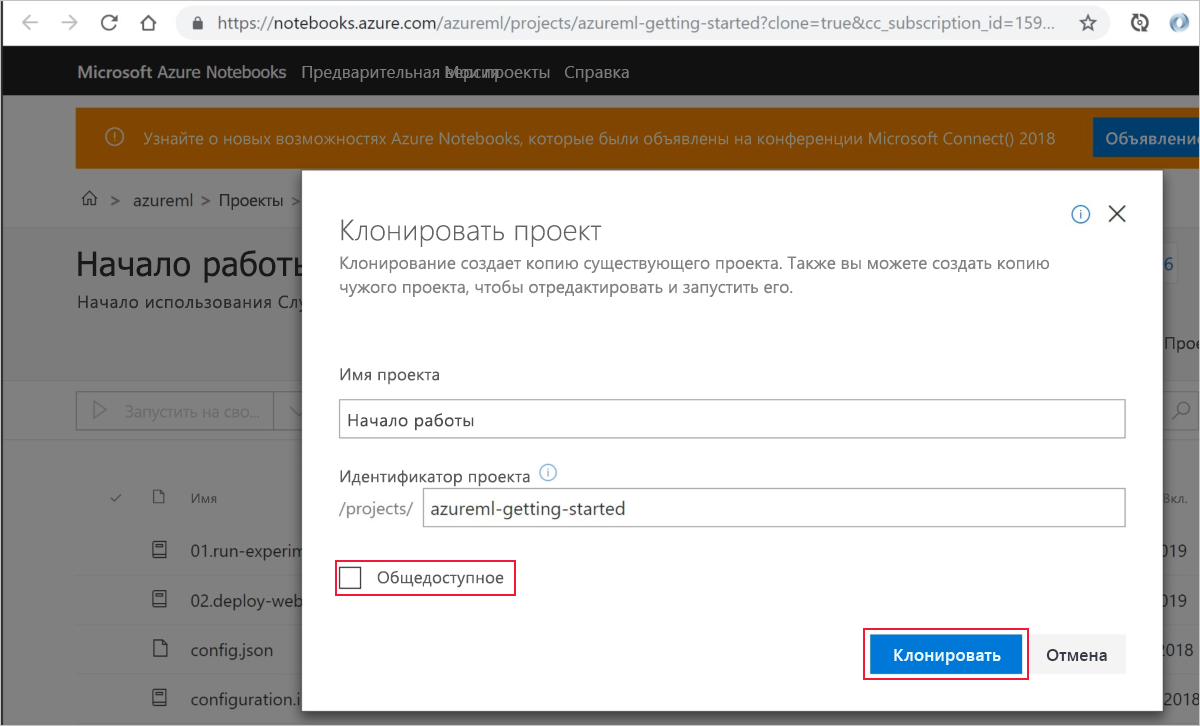 https://notebooks.azure.com/azureml/projects/azureml-getting-started?clone=true&cc_subscription_id=159...
Microsoft Azure Notebooks Предварительная версия Мои проекты Справка
Узнайте о новых возможностях Azure Notebooks, которые были объявлены на конференции Microsoft Connect() 2018
Объявление
> azureml > Проекты >
Начало работы
Начало использования Слу
6
Прое
Запустить на сво...
Имя
Вкл.
01.run-experim
019
02.deploy-web
019
config.json
2018
configuration.i
2018
Клонировать проект
Клонирование создает копию существующего проекта. Также вы можете создать копию
чужого проекта, чтобы отредактировать и запустить его.
Имя проекта
Начало работы
Идентификатор проекта
/projects/ azureml-getting-started
Общедоступное
Клонировать Отмена